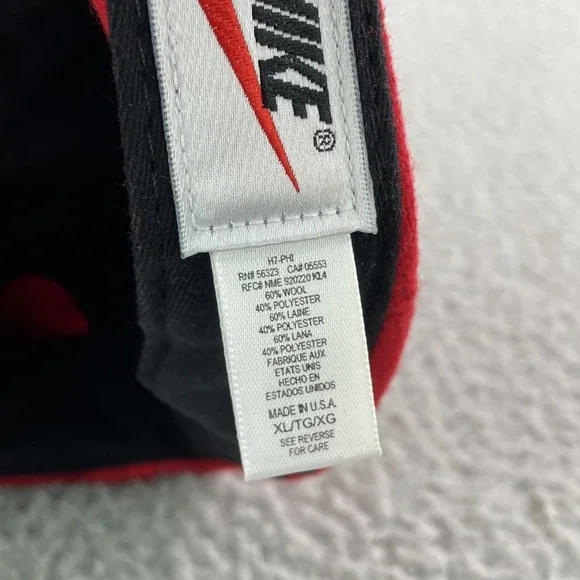 NIKE®
H7-PHI
RN# 56323 CA# 05553
RFC# NME 920220 KL4
60% WOOL
40% POLYESTER
60% LAINE
40% POLYESTER
60% LANA
40% POLYESTER
FABRIQUE AUX
ETATS UNIS
HECHO EN
ESTADOS UNIDOS
MADE IN U.S.A.
XL/TG/XG
SEE REVERSE
FOR CARE